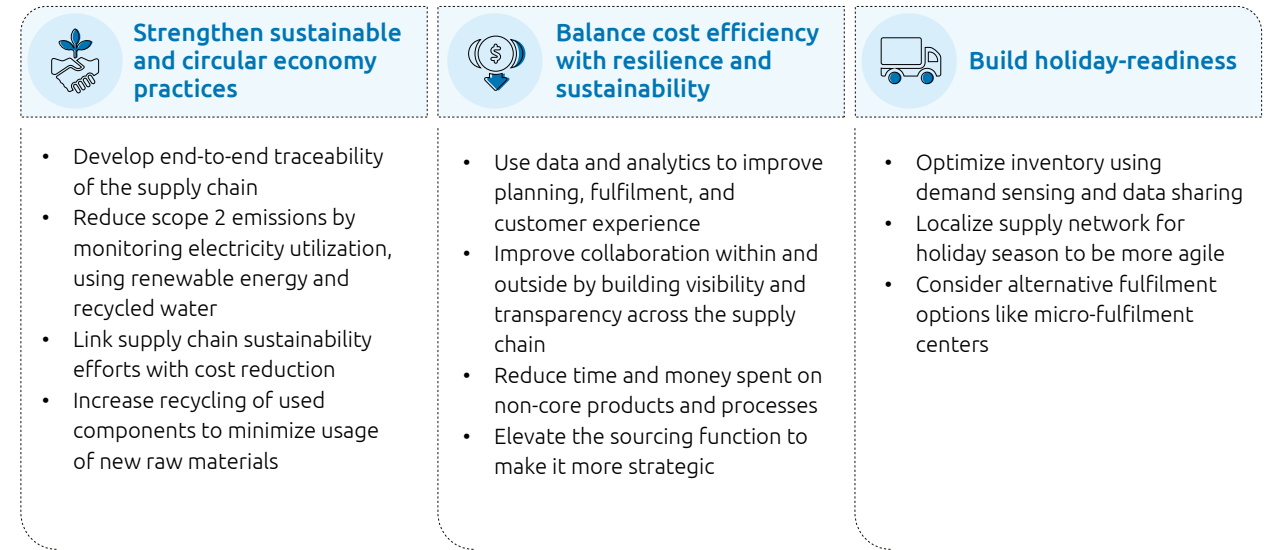 Strengthen sustainable
and circular economy
practices
• Develop end-to-end traceability
of the supply chain
• Reduce scope 2 emissions by
monitoring electricity utilization,
using renewable energy and
recycled water
• Link supply chain sustainability
efforts with cost reduction
• Increase recycling of used
components to minimize usage
of new raw materials
$
Balance cost efficiency
with resilience and
sustainability
• Use data and analytics to improve
planning, fulfilment, and
customer experience
• Improve collaboration within and
outside by building visibility and
transparency across the supply
chain
• Reduce time and money spent on
non-core products and processes
• Elevate the sourcing function to
make it more strategic
Build holiday-readiness
• Optimize inventory using
demand sensing and data sharing
• Localize supply network for
holiday season to be more agile
• Consider alternative fulfilment
options like micro-fulfilment
centers